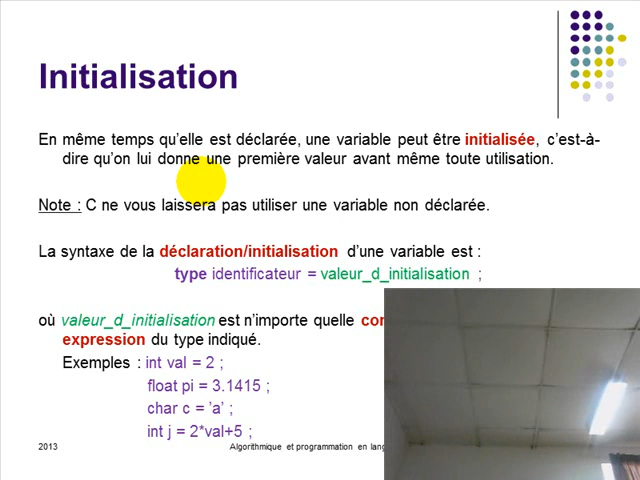 Initialisation
En même temps qu'elle est déclarée, une variable peut être initialisée, c'est-à-
dire qu'on lui donne une première valeur avant même toute utilisation.
Note : C ne vous laissera pas utiliser une variable non déclarée.
La syntaxe de la déclaration/initialisation d'une variable est :
type identificateur = valeur_d_initialisation ;
où valeur_d_initialisation est n'importe quelle
expression du type indiqué.
Exemples : int val = 2 ;
float pi = 3.1415 ;
char c = 'a' ;
int j = 2*val+5 ;
2013
Algorithmique et programmation en